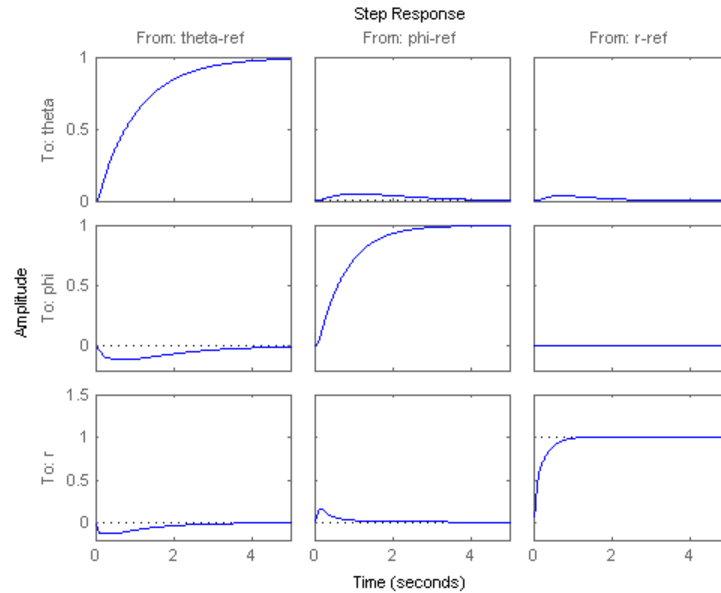 Step Response
From: theta-ref From: phi-ref From: r-ref
To: theta
1
0.5
0
Amplitude
To: phi
1
0.5
0
To: r
1.5
1
0.5
0
0 2 4 0 2 4 0 2 4
Time (seconds)